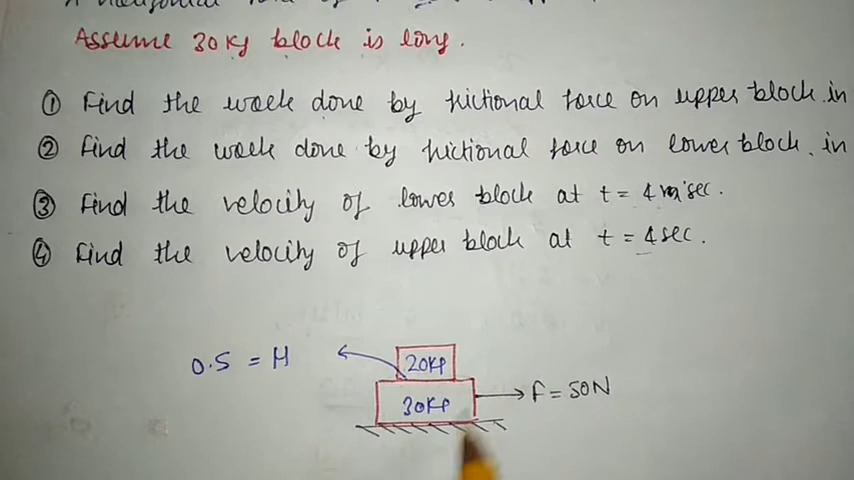 Assume 30Kg block is long.
① Find the work done by frictional force on upper block in
② Find the work done by frictional force on lower block. in
③ Find the velocity of lower block at t = 4 sec.
④ Find the velocity of upper block at t = 4 sec.
0.5 = μ
20Kg
30Kg
F = 50N